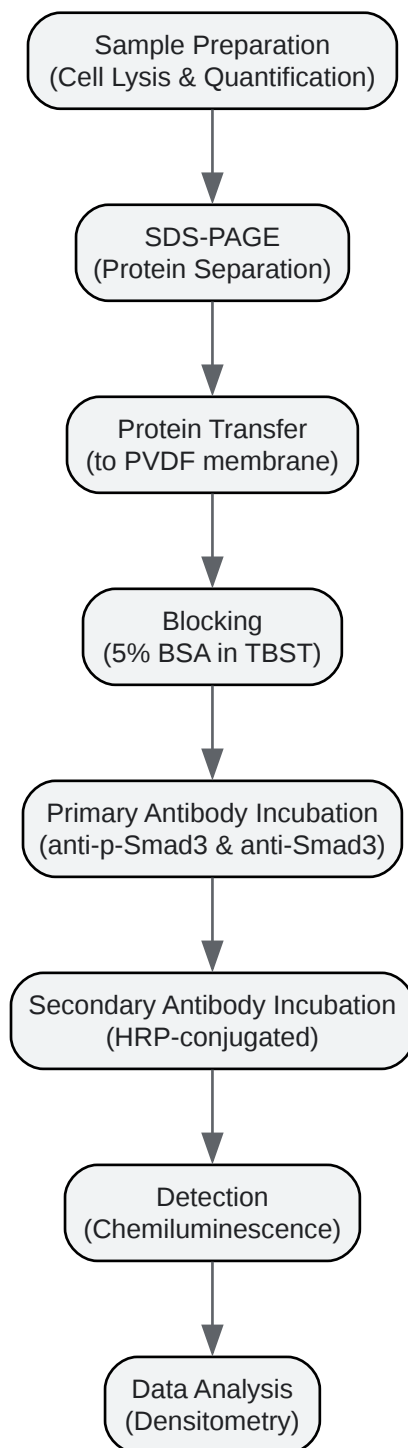 Sample Preparation
(Cell Lysis & Quantification)
SDS-PAGE
(Protein Separation)
Protein Transfer
(to PVDF membrane)
Blocking
(5% BSA in TBST)
Primary Antibody Incubation
(anti-p-Smad3 & anti-Smad3)
Secondary Antibody Incubation
(HRP-conjugated)
Detection
(Chemiluminescence)
Data Analysis
(Densitometry)